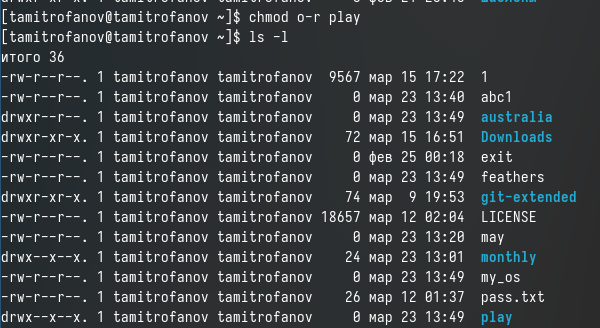 [tamitrofanov@tamitrofanov ~]$ chmod o-r play
[tamitrofanov@tamitrofanov ~]$ ls -l
итого 36
-rw-r--r--. 1 tamitrofanov tamitrofanov  9567 мар 15 17:22  1
-rw-r--r--. 1 tamitrofanov tamitrofanov     0 мар 23 13:40  abc1
drwxr--r--. 1 tamitrofanov tamitrofanov     0 мар 23 13:49  australia
drwxr-xr-x. 1 tamitrofanov tamitrofanov    72 мар 15 16:51  Downloads
-rw-r--r--. 1 tamitrofanov tamitrofanov     0 фев 25 00:18  exit
-rw-r--r--. 1 tamitrofanov tamitrofanov     0 мар 23 13:49  feathers
drwxr-xr-x. 1 tamitrofanov tamitrofanov    74 мар  9 19:53  git-extended
-rw-r--r--. 1 tamitrofanov tamitrofanov 18657 мар 12 02:04  LICENSE
-rw-r--r--. 1 tamitrofanov tamitrofanov     0 мар 23 13:20  may
drwx--x--x. 1 tamitrofanov tamitrofanov    24 мар 23 13:01  monthly
-rw-r--r--. 1 tamitrofanov tamitrofanov     0 мар 23 13:49  my_os
-rw-r--r--. 1 tamitrofanov tamitrofanov    26 мар 12 01:37  pass.txt
drwx--x--x. 1 tamitrofanov tamitrofanov     0 мар 23 13:49  play